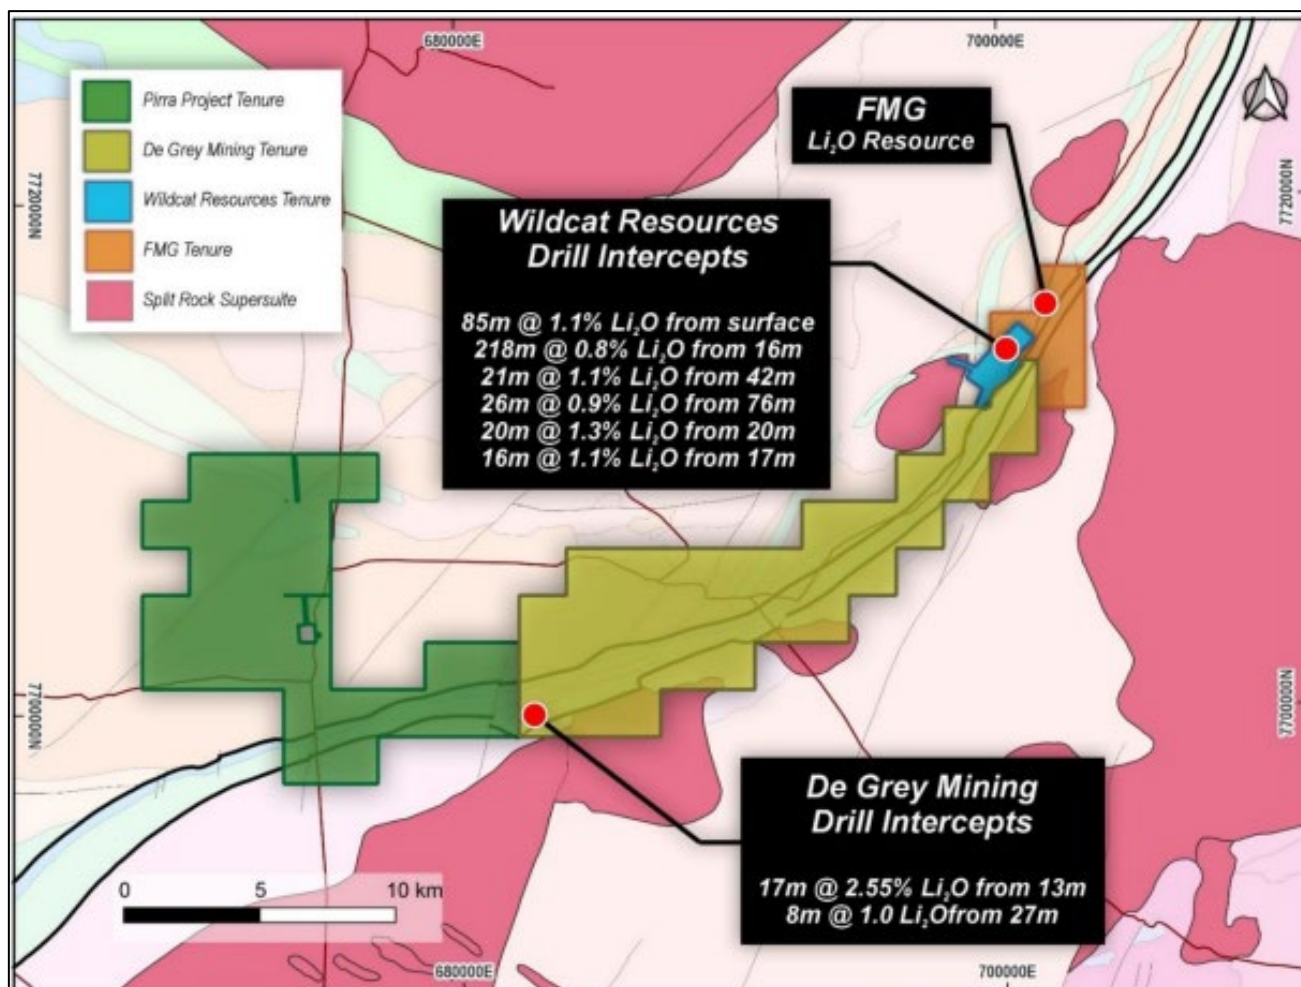 680000E
700000E
Pirra Project Tenure
De Grey Mining Tenure
Wildcat Resources Tenure
FMG Tenure
Split Rock Supersuite
FMG
Li₂O Resource
7720000N
7720000N
Wildcat Resources
Drill Intercepts
85m @ 1.1% Li₂O from surface
218m @ 0.8% Li₂O from 16m
21m @ 1.1% Li₂O from 42m
26m @ 0.9% Li₂O from 76m
20m @ 1.3% Li₂O from 20m
16m @ 1.1% Li₂O from 17m
7700000N
7700000N
De Grey Mining
Drill Intercepts
17m @ 2.55% Li₂O from 13m
8m @ 1.0 Li₂Ofrom 27m
0 5 10 km
680000E
700000E